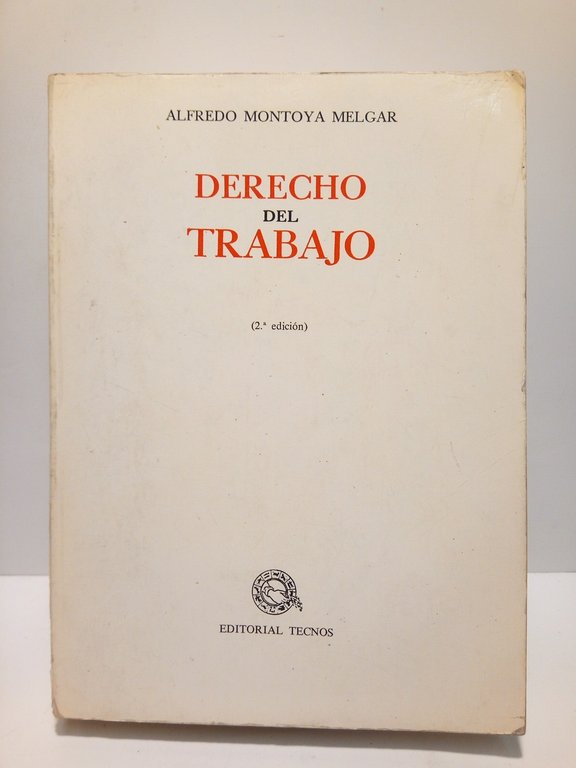 ALFREDO MONTOYA MELGAR
DERECHO
DEL
TRABAJO
(2.ª edición)
EDITORIAL TECNOS